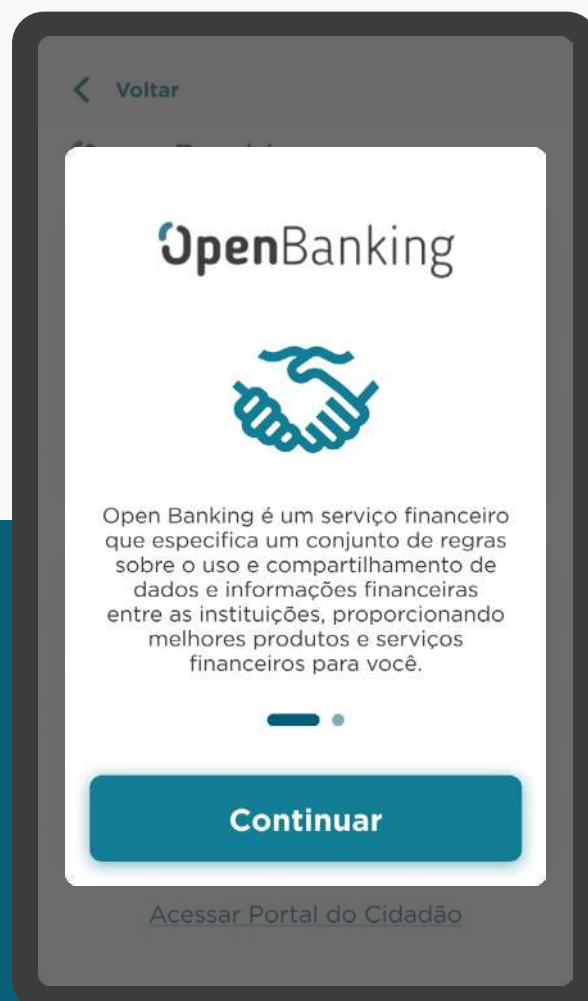 Voltar
OpenBanking
Open Banking é um serviço financeiro
que especifica um conjunto de regras
sobre o uso e compartilhamento de
dados e informações financeiras
entre as instituições, proporcionando
melhores produtos e serviços
financeiros para você.
Continuar
Acessar Portal do Cidadão